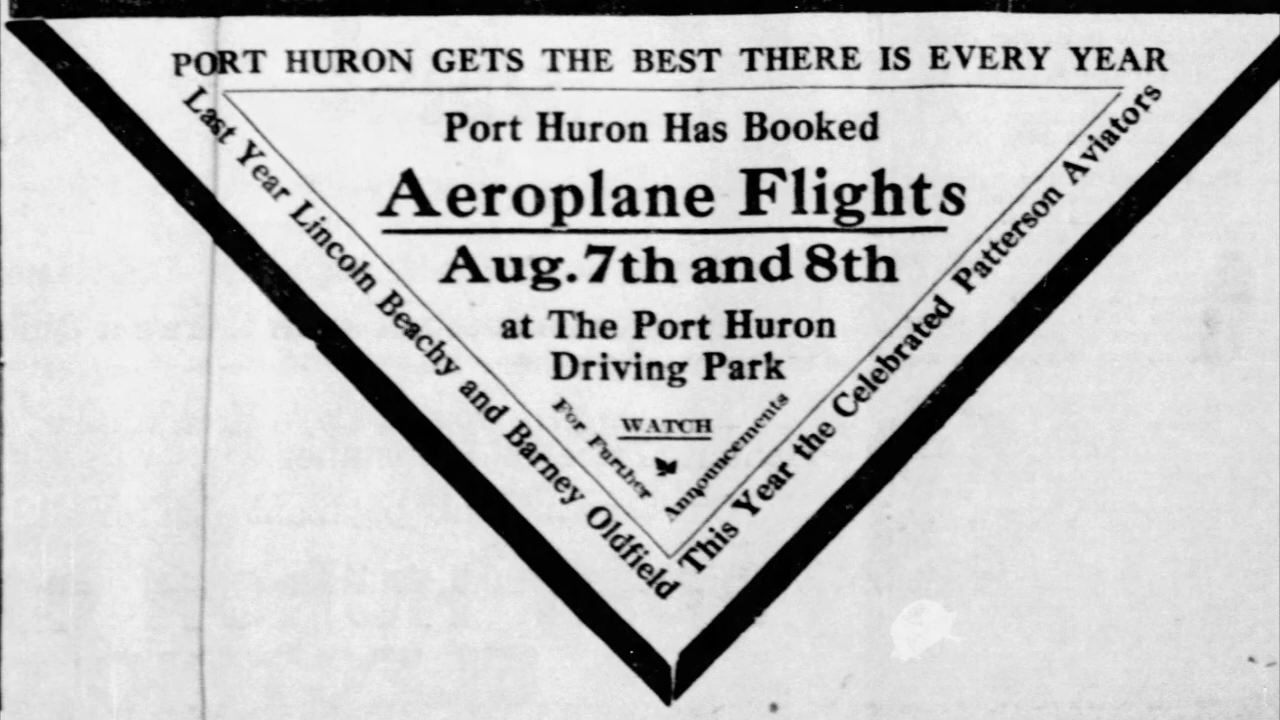 PORT HURON GETS THE BEST THERE IS EVERY YEAR
Last Year Lincoln Beachy and Barney Oldfield
This Year the Celebrated Patterson Aviators
Port Huron Has Booked
Aeroplane Flights
Aug. 7th and 8th
at The Port Huron
Driving Park
WATCH
For Further
Announcements